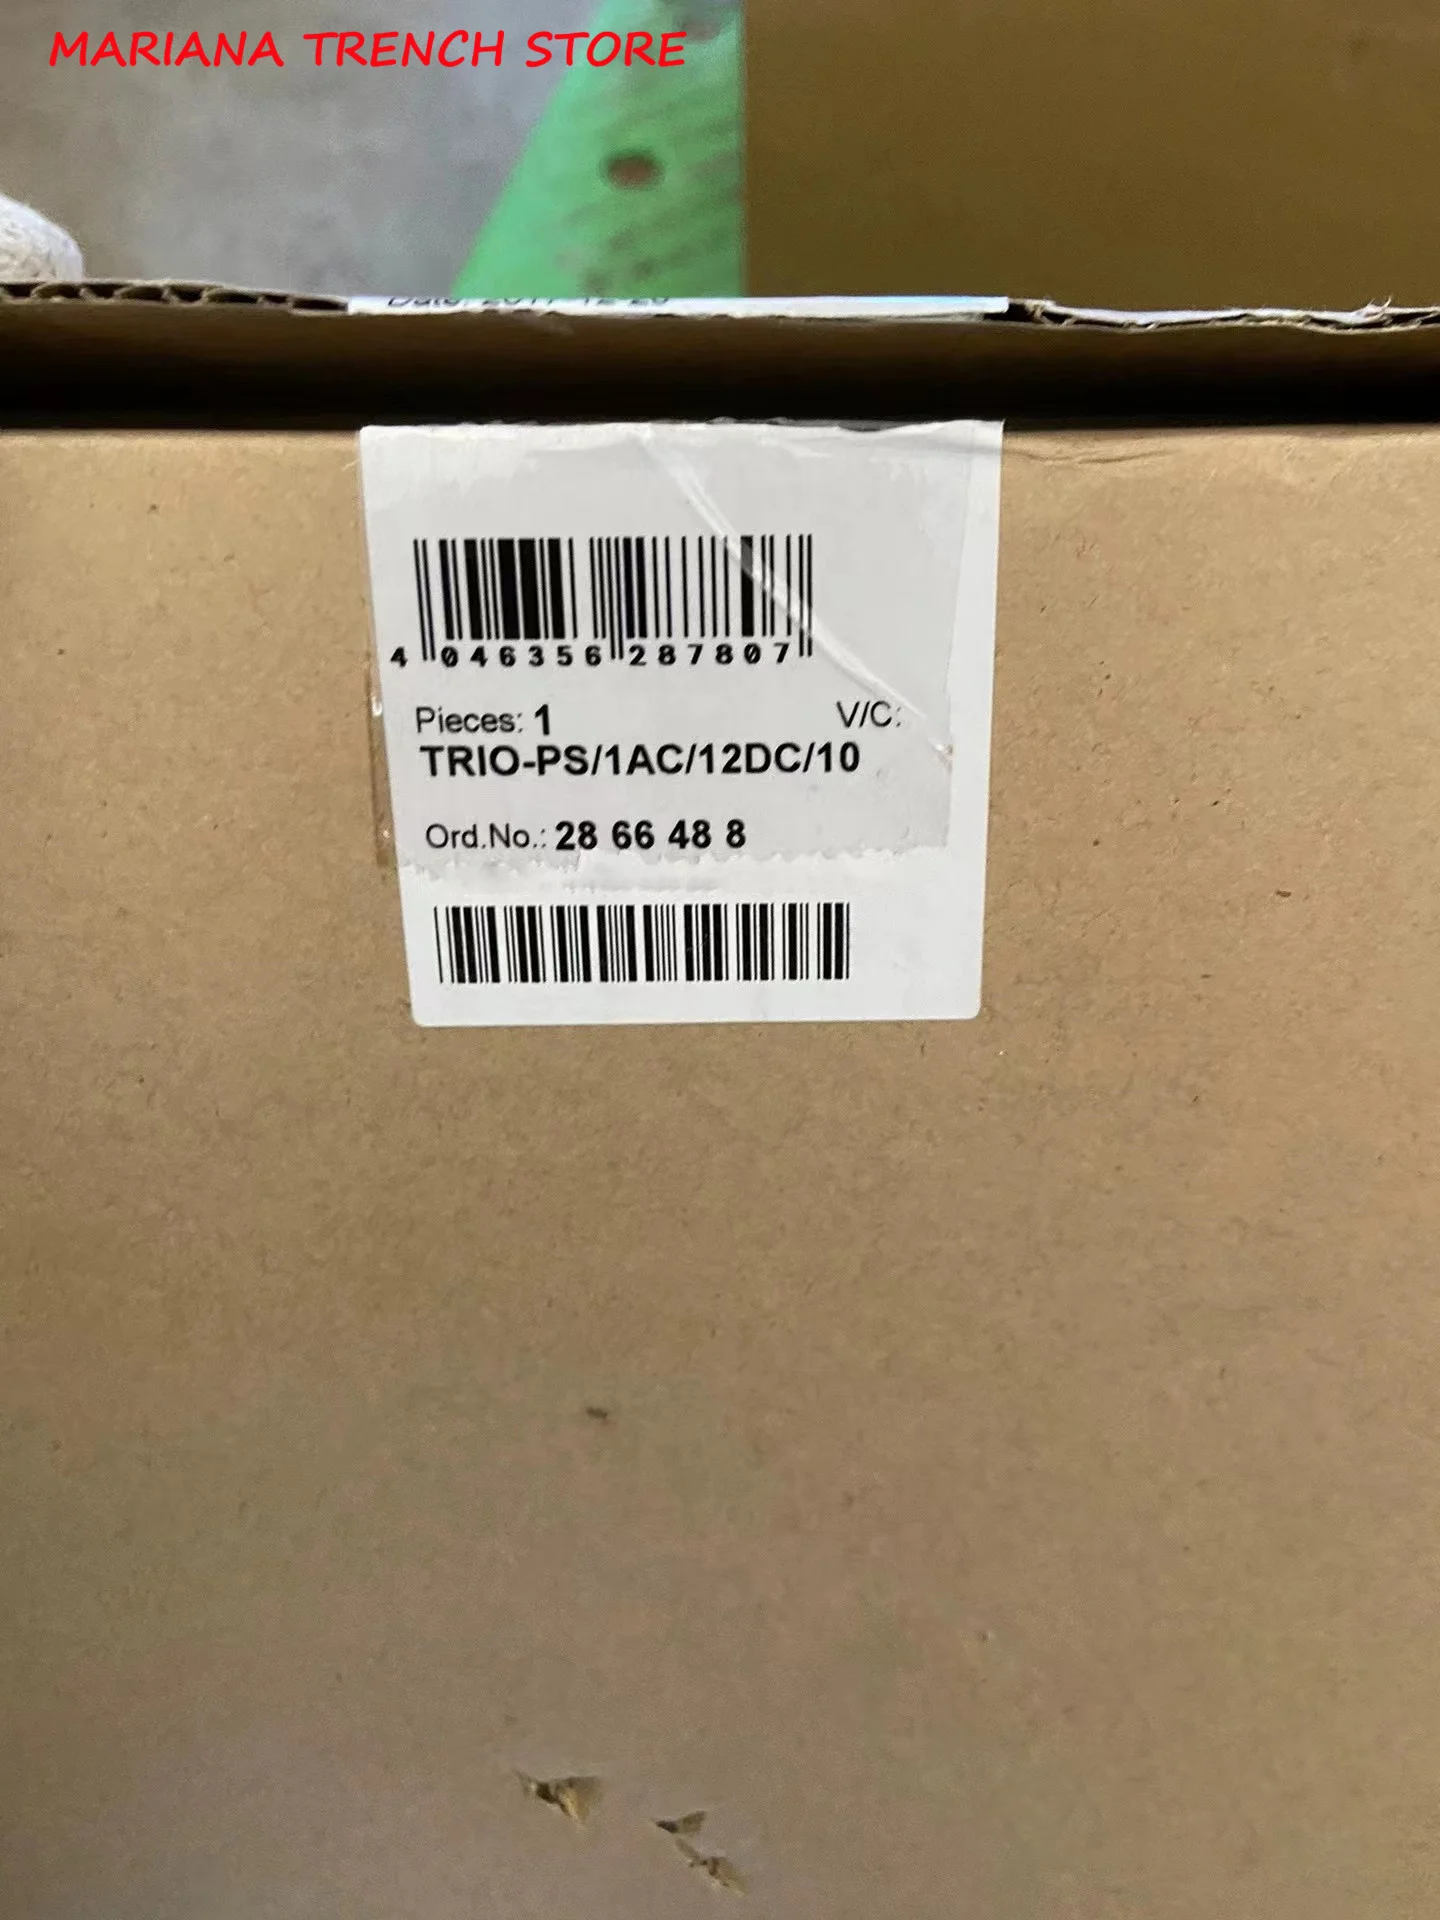 MARIANA TRENCH STORE
4 046356 287807
Pieces: 1
V/C:
TRIO-PS/1AC/12DC/10
Ord.No.: 28 66 48 8